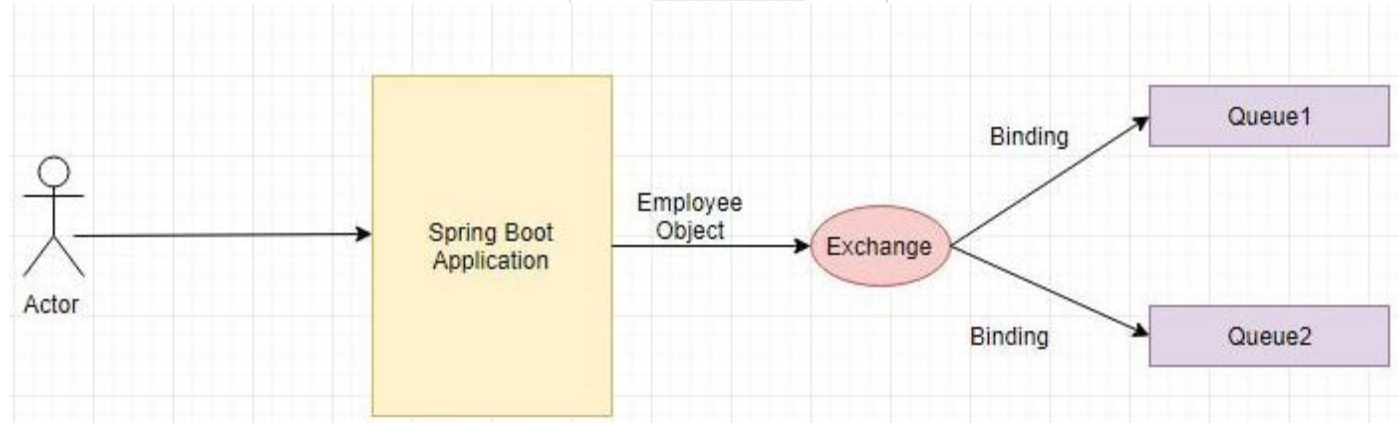 Actor
Spring Boot
Application
Employee
Object
Exchange
Binding
Queue1
Binding
Queue2